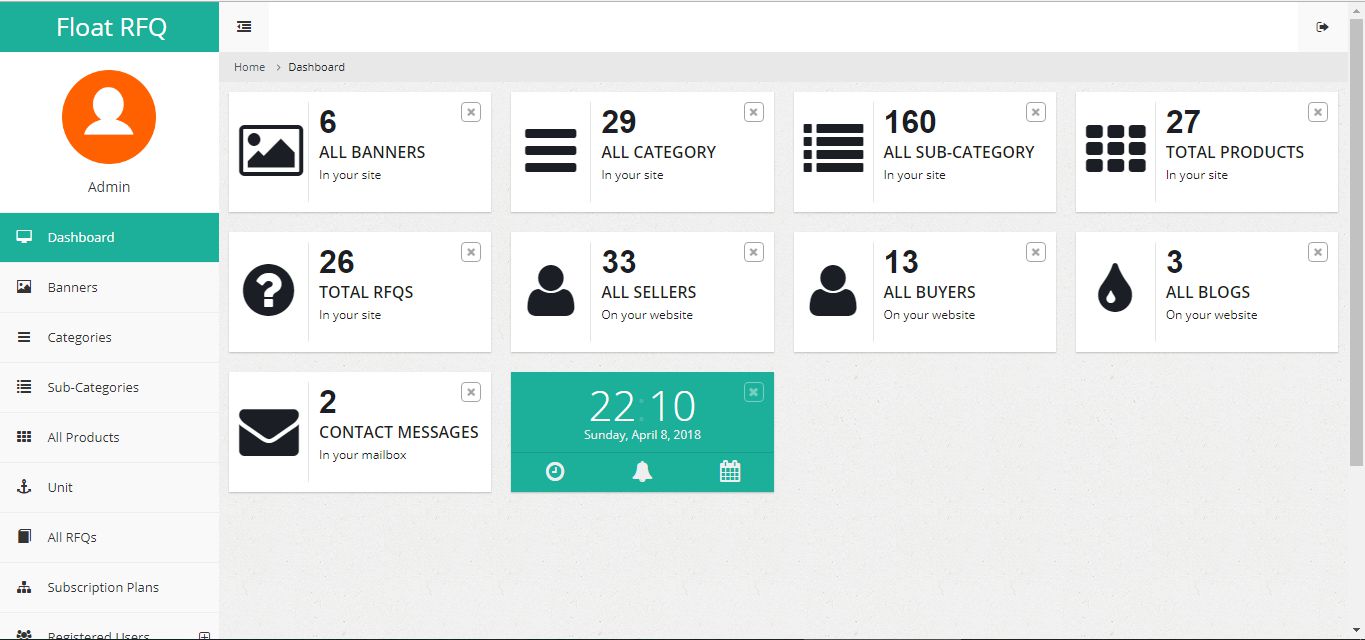 Float RFQ
Admin
Dashboard
Banners
Categories
Sub-Categories
All Products
Unit
All RFQs
Subscription Plans
Registered Users
Home > Dashboard
6
ALL BANNERS
In your site
29
ALL CATEGORY
In your site
160
ALL SUB-CATEGORY
In your site
27
TOTAL PRODUCTS
In your site
26
TOTAL RFQS
In your site
33
ALL SELLERS
On your website
13
ALL BUYERS
On your website
3
ALL BLOGS
On your website
2
CONTACT MESSAGES
In your mailbox
22:10
Sunday, April 8, 2018